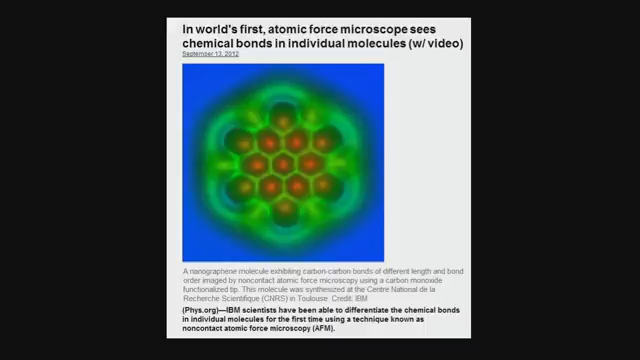 In world's first, atomic force microscope sees
chemical bonds in individual molecules (w/ video)
September 13, 2012
A nanographene molecule exhibiting carbon-carbon bonds of different length and bond
order imaged by noncontact atomic force microscopy using a carbon monoxide
functionalized tip. This molecule was synthesized at the Centre National de la
Recherche Scientifique (CNRS) in Toulouse. Credit: IBM
(Phys.org)—IBM scientists have been able to differentiate the chemical bonds
in individual molecules for the first time using a technique known as
noncontact atomic force microscopy (AFM).